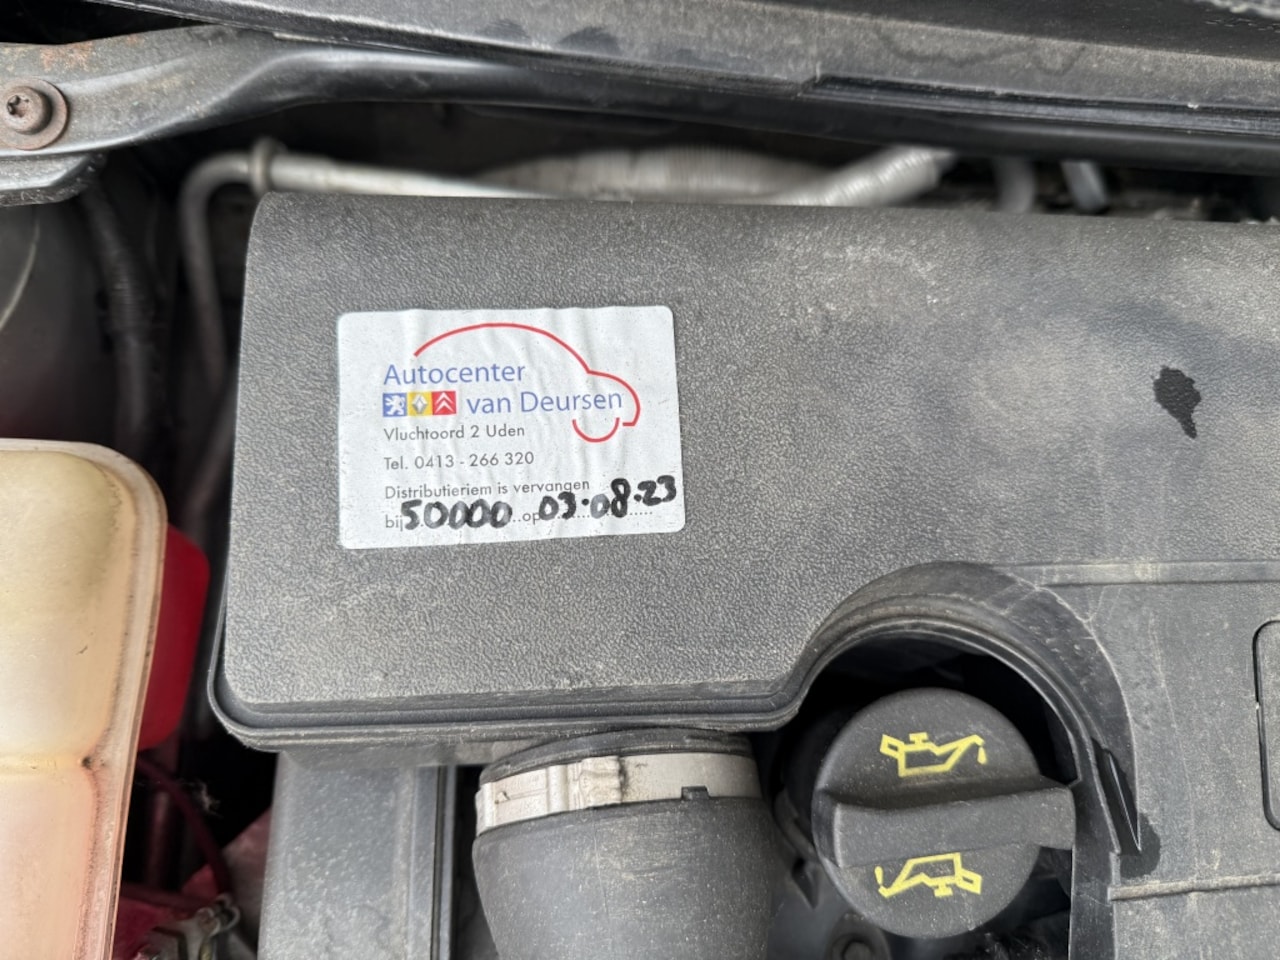 Autocenter
van Deursen
Vluchtoord 2 Uden
Tel. 0413 - 266 320
Distributieriem is vervangen
bij 50000 op 03·08·23